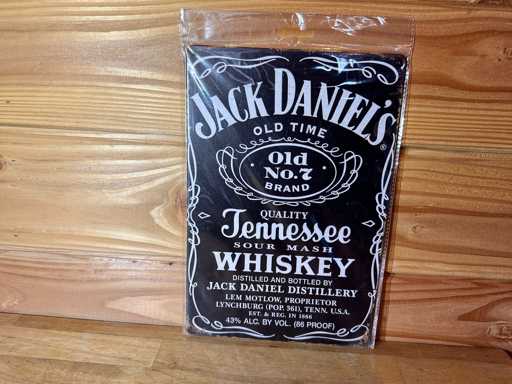 JACK DANIEL'S
®
OLD TIME
Old
No.7
BRAND
QUALITY
Tennessee
SOUR MASH
WHISKEY
DISTILLED AND BOTTLED BY
JACK DANIEL DISTILLERY
LEM MOTLOW, PROPRIETOR
LYNCHBURG (POP. 361), TENN. U.S.A.
EST. & REG. IN 1866
43% ALC. BY VOL. (86 PROOF)